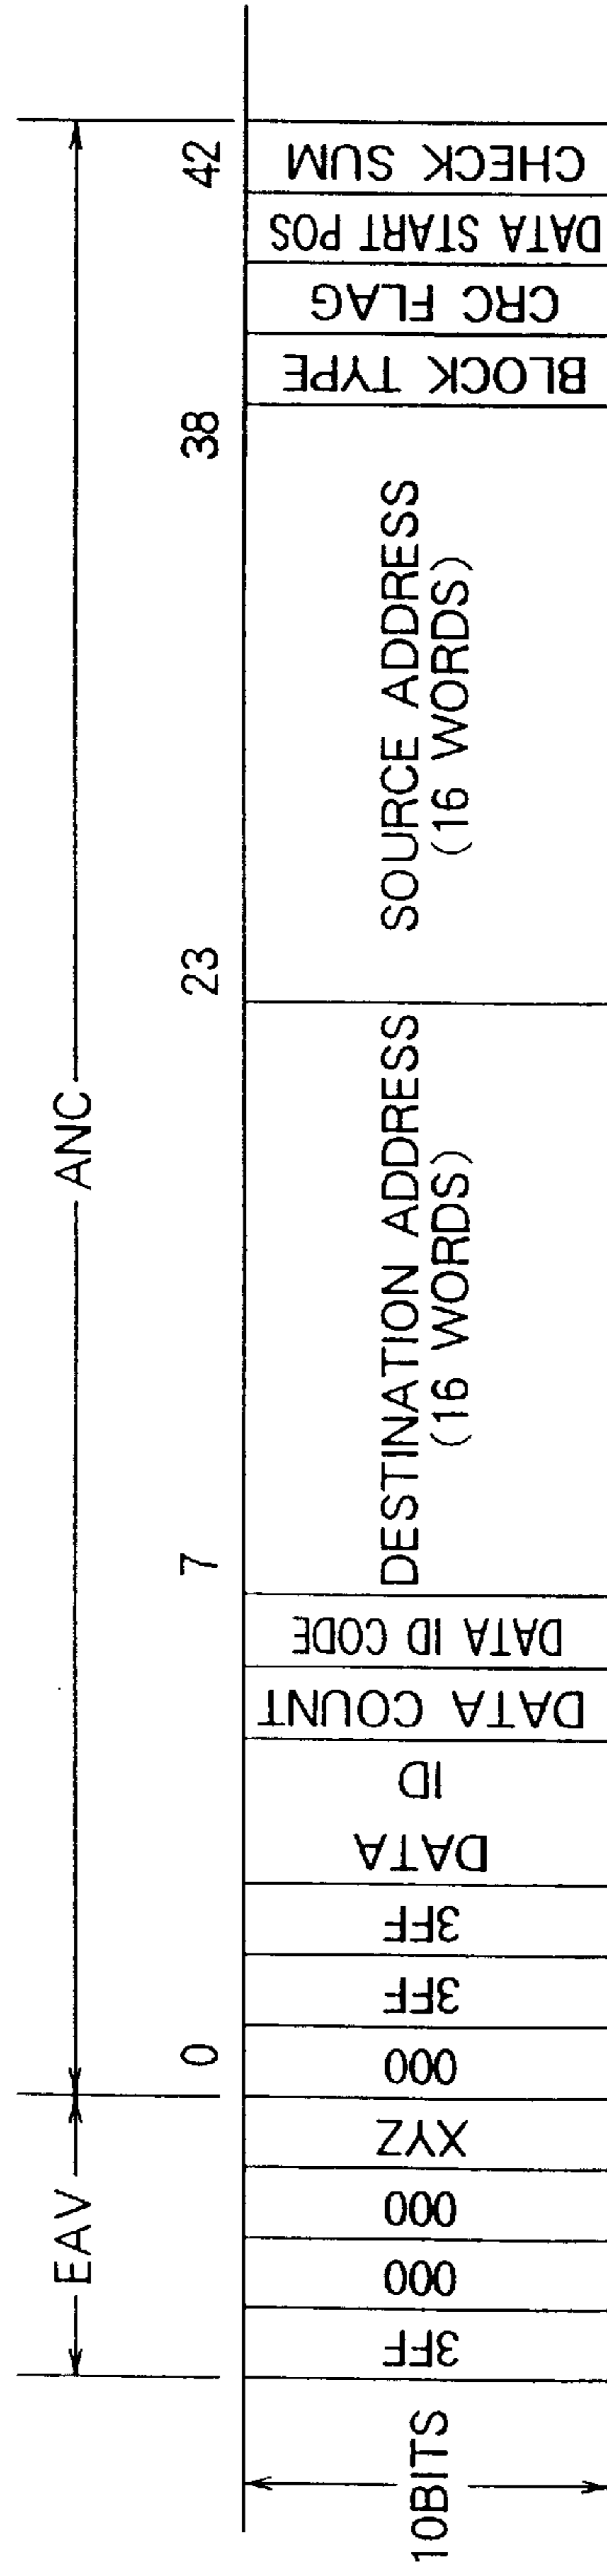 EAV
ANC
0
7
23
38
42
10BITS
3FF
000
000
XYZ
000
3FF
3FF
DATA
ID
DATA COUNT
DATA ID CODE
DESTINATION ADDRESS
(16 WORDS)
SOURCE ADDRESS
(16 WORDS)
BLOCK TYPE
CRC FLAG
DATA START POS
CHECK SUM